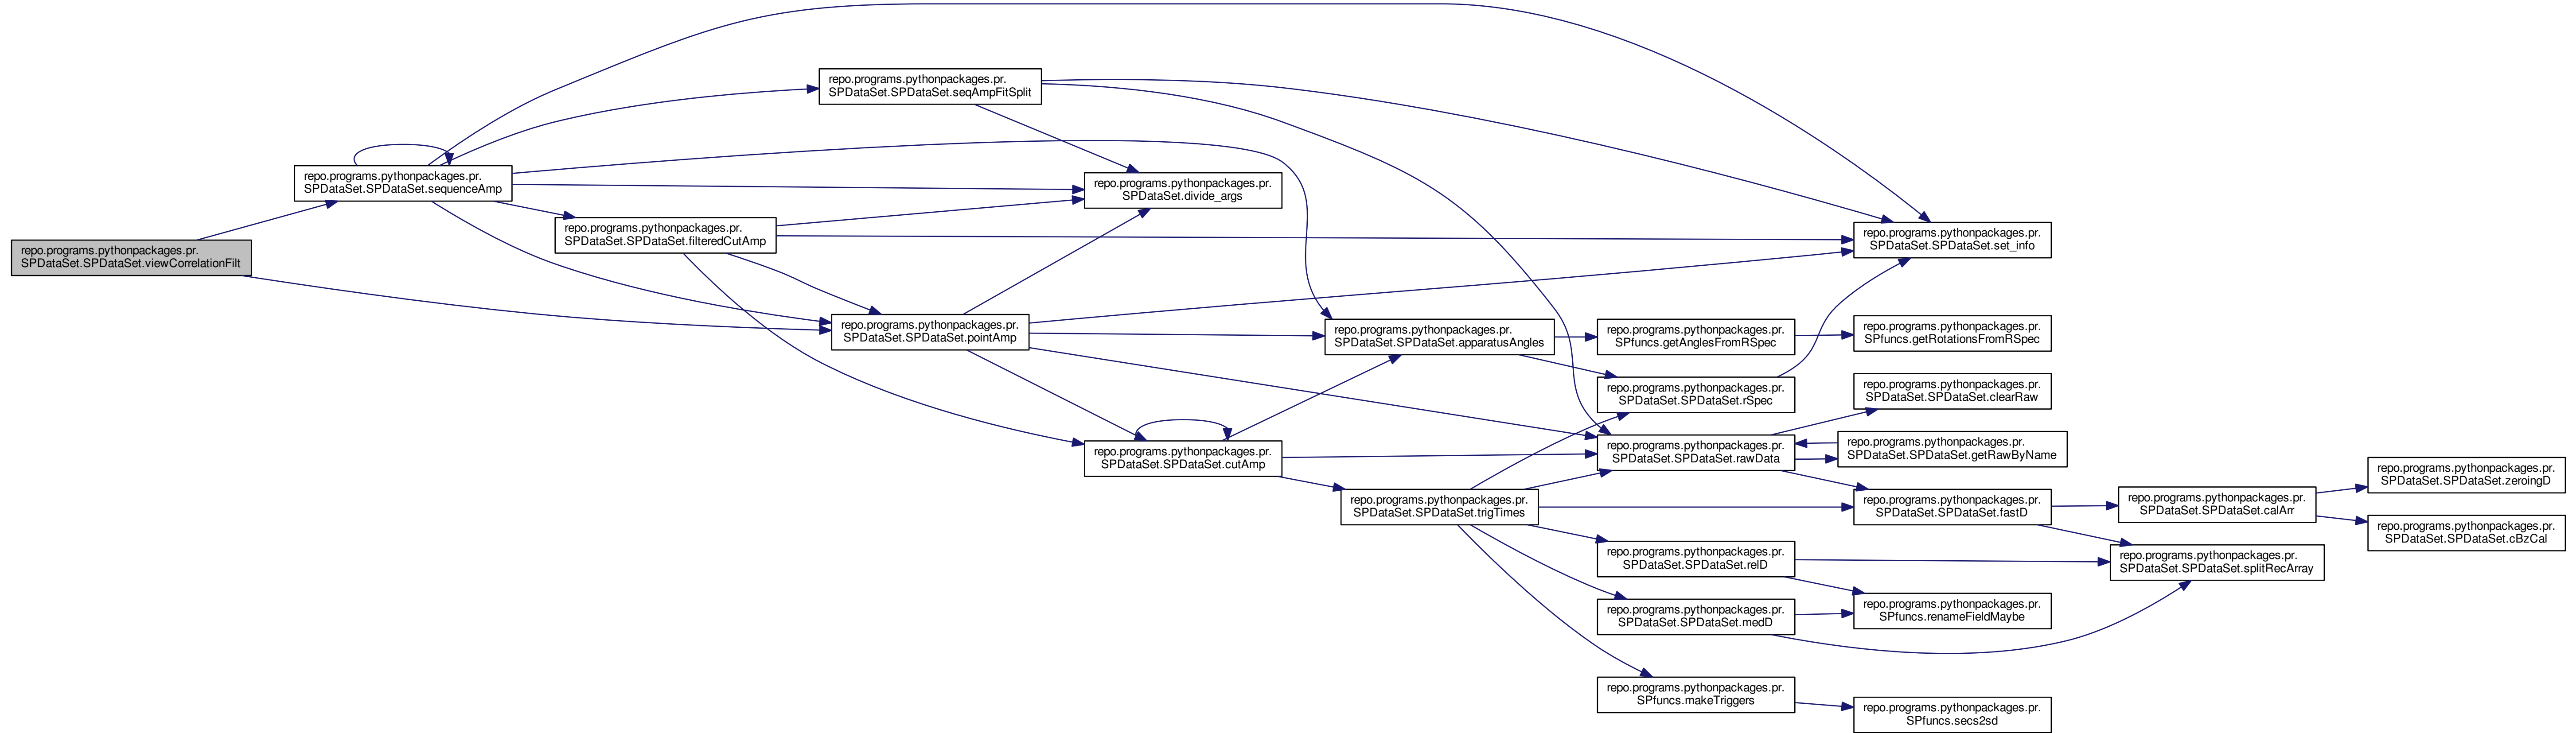 repo.programs.pythonpackages.pr.
SPDataSet.SPDataSet.viewCorrelationFilt
repo.programs.pythonpackages.pr.
SPDataSet.SPDataSet.sequenceAmp
repo.programs.pythonpackages.pr.
SPDataSet.SPDataSet.filteredCutAmp
repo.programs.pythonpackages.pr.
SPDataSet.SPDataSet.seqAmpFitSplit
repo.programs.pythonpackages.pr.
SPDataSet.SPDataSet.pointAmp
repo.programs.pythonpackages.pr.
SPDataSet.divide_args
repo.programs.pythonpackages.pr.
SPDataSet.SPDataSet.cutAmp
repo.programs.pythonpackages.pr.
SPDataSet.SPDataSet.apparatusAngles
repo.programs.pythonpackages.pr.
SPDataSet.SPDataSet.trigTimes
repo.programs.pythonpackages.pr.
SPfuncs.getAnglesFromRSpec
repo.programs.pythonpackages.pr.
SPDataSet.SPDataSet.rSpec
repo.programs.pythonpackages.pr.
SPDataSet.SPDataSet.rawData
repo.programs.pythonpackages.pr.
SPDataSet.SPDataSet.relD
repo.programs.pythonpackages.pr.
SPDataSet.SPDataSet.medD
repo.programs.pythonpackages.pr.
SPfuncs.makeTriggers
repo.programs.pythonpackages.pr.
SPDataSet.SPDataSet.set_info
repo.programs.pythonpackages.pr.
SPfuncs.getRotationsFromRSpec
repo.programs.pythonpackages.pr.
SPDataSet.SPDataSet.clearRaw
repo.programs.pythonpackages.pr.
SPDataSet.SPDataSet.getRawByName
repo.programs.pythonpackages.pr.
SPDataSet.SPDataSet.fastD
repo.programs.pythonpackages.pr.
SPfuncs.renameFieldMaybe
repo.programs.pythonpackages.pr.
SPfuncs.secs2sd
repo.programs.pythonpackages.pr.
SPDataSet.SPDataSet.calArr
repo.programs.pythonpackages.pr.
SPDataSet.SPDataSet.splitRecArray
repo.programs.pythonpackages.pr.
SPDataSet.SPDataSet.zeroingD
repo.programs.pythonpackages.pr.
SPDataSet.SPDataSet.cBzCal